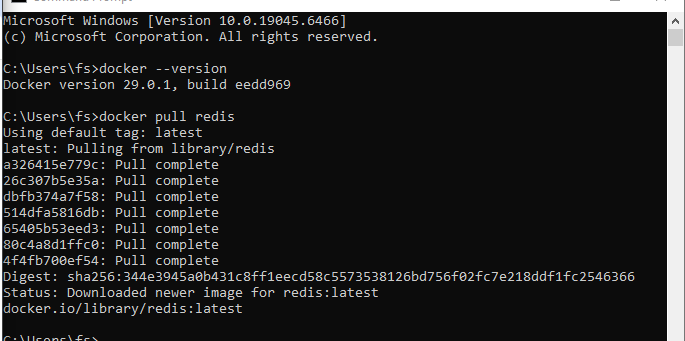 Microsoft Windows [Version 10.0.19045.6466]
(c) Microsoft Corporation. All rights reserved.
C:\Users\fs>docker --version
Docker version 29.0.1, build eedd969
C:\Users\fs>docker pull redis
Using default tag: latest
latest: Pulling from library/redis
a326415e779c: Pull complete
26c307b5e35a: Pull complete
dbfb374a7f58: Pull complete
514dfa5816db: Pull complete
65405b53eed3: Pull complete
80c4a8d1ffc0: Pull complete
4f4fb700ef54: Pull complete
Digest: sha256:344e3945a0b431c8ff1eecd58c5573538126bd756f02fc7e218ddf1fc2546366
Status: Downloaded newer image for redis:latest
docker.io/library/redis:latest
C:\Users\fs>